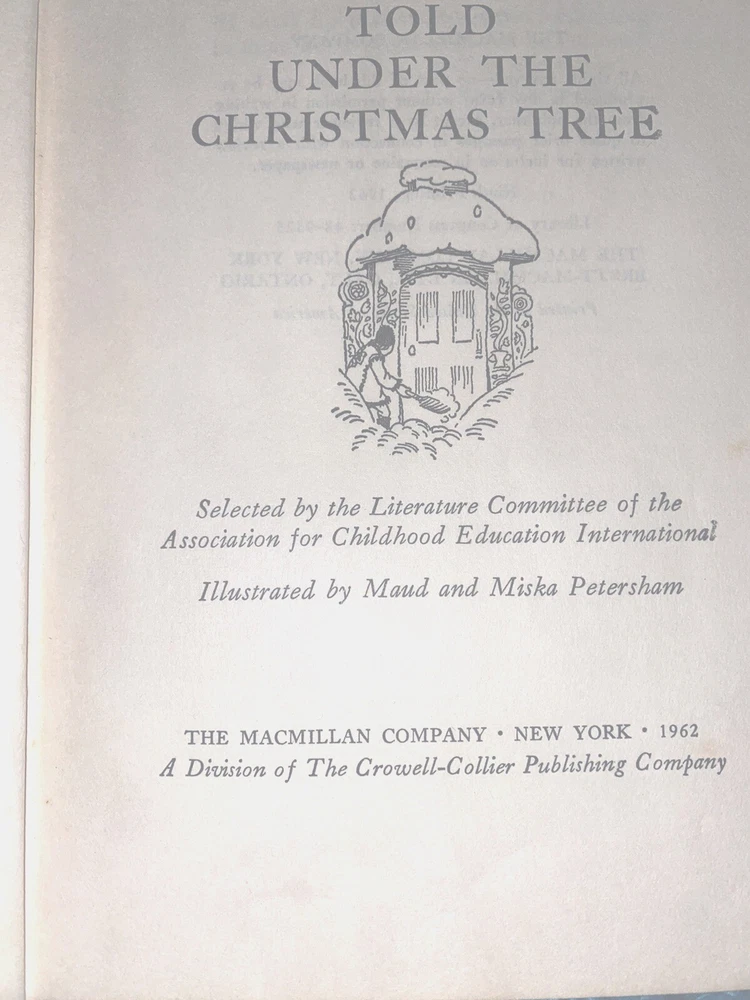 TOLD
UNDER THE
CHRISTMAS TREE
Selected by the Literature Committee of the
Association for Childhood Education International
Illustrated by Maud and Miska Petersham
THE MACMILLAN COMPANY • NEW YORK • 1962
A Division of The Crowell-Collier Publishing Company